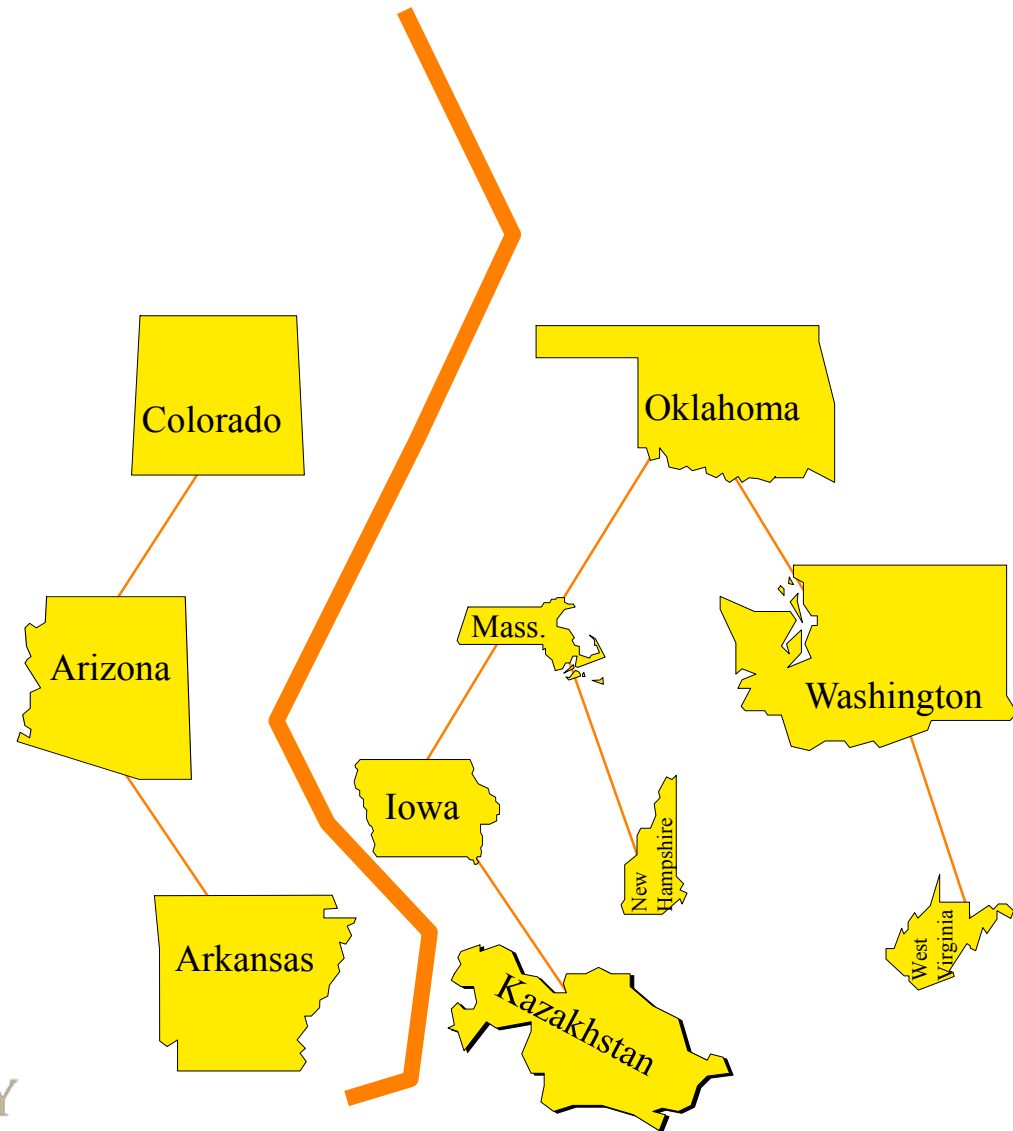 Colorado
Oklahoma
Arizona
Mass.
Washington
Iowa
New
Hampshire
Arkansas
West
Virginia
Kazakhstan
Y